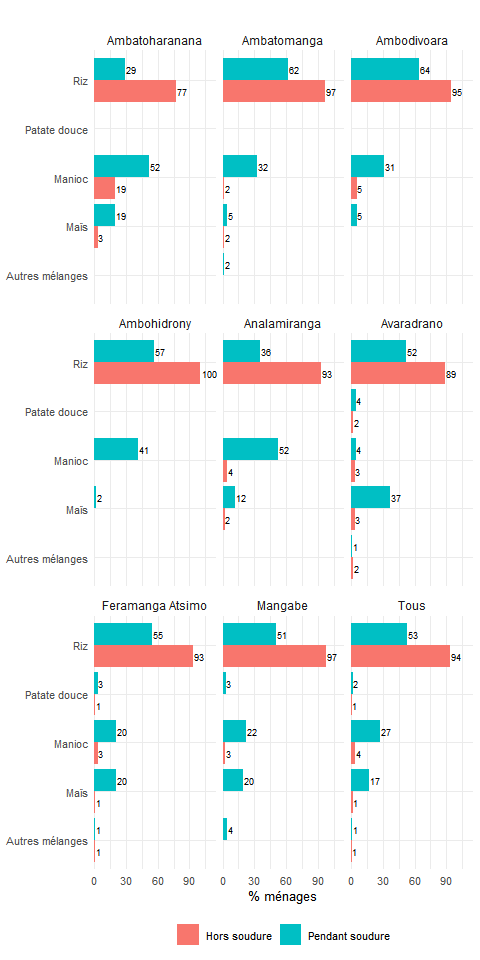 Ambatoharanana Ambatomanga Ambodivoara
Riz 29 62 64
77 97 95
Patate douce
Manioc 52 32 31
19 2 5
Maïs 19 5 5
3 2
Autres mélanges 2
Ambohidrony Analamiranga Avaradrano
Riz 57 36 52
100 93 89
Patate douce 4
2
Manioc 41 52 4
4 3
Maïs 2 12 37
2 3
Autres mélanges 1
2
Feramanga Atsimo Mangabe Tous
Riz 55 51 53
93 97 94
Patate douce 3 3 2
1 1
Manioc 20 22 27
3 3 4
Maïs 20 20 17
1 1
Autres mélanges 1 4 1
1 1
0 30 60 90 0 30 60 90 0 30 60 90
% ménages
Hors soudure Pendant soudure